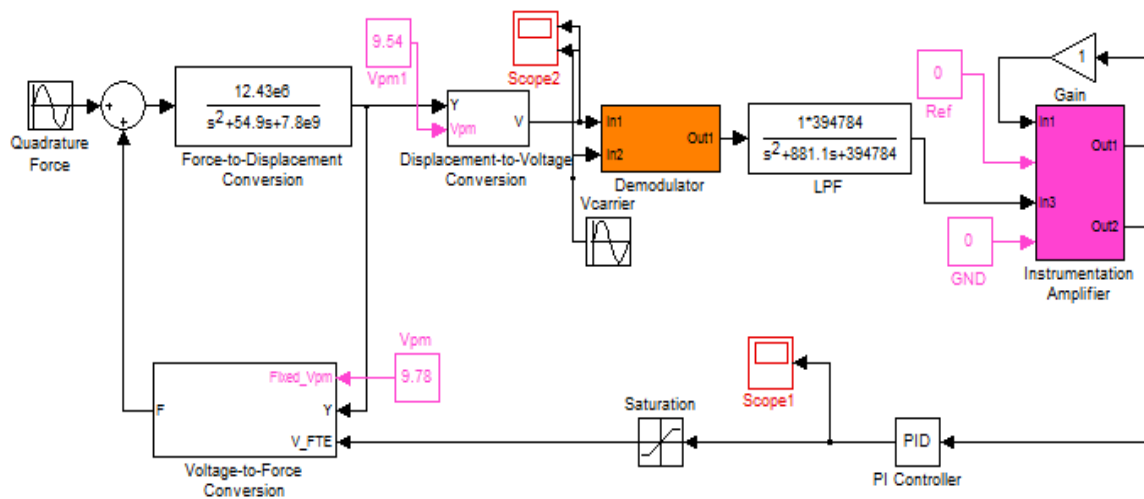 9.54
Vpm1
Scope2
0
Ref
1
Gain
Quadrature
Force
+
+
12.43e6
s2+54.9s+7.8e9
Force-to-Displacement
Conversion
Y
Vpm
V
Displacement-to-Voltage
Conversion
Vcarrier
In1
In2
Out1
Demodulator
1*394784
s2+881.1s+394784
LPF
0
GND
In1
In3
Out1
Out2
Instrumentation
Amplifier
Vpm
9.78
Fixed_Vpm
F
Y
V_FTE
Voltage-to-Force
Conversion
Saturation
Scope1
PID
PI Controller